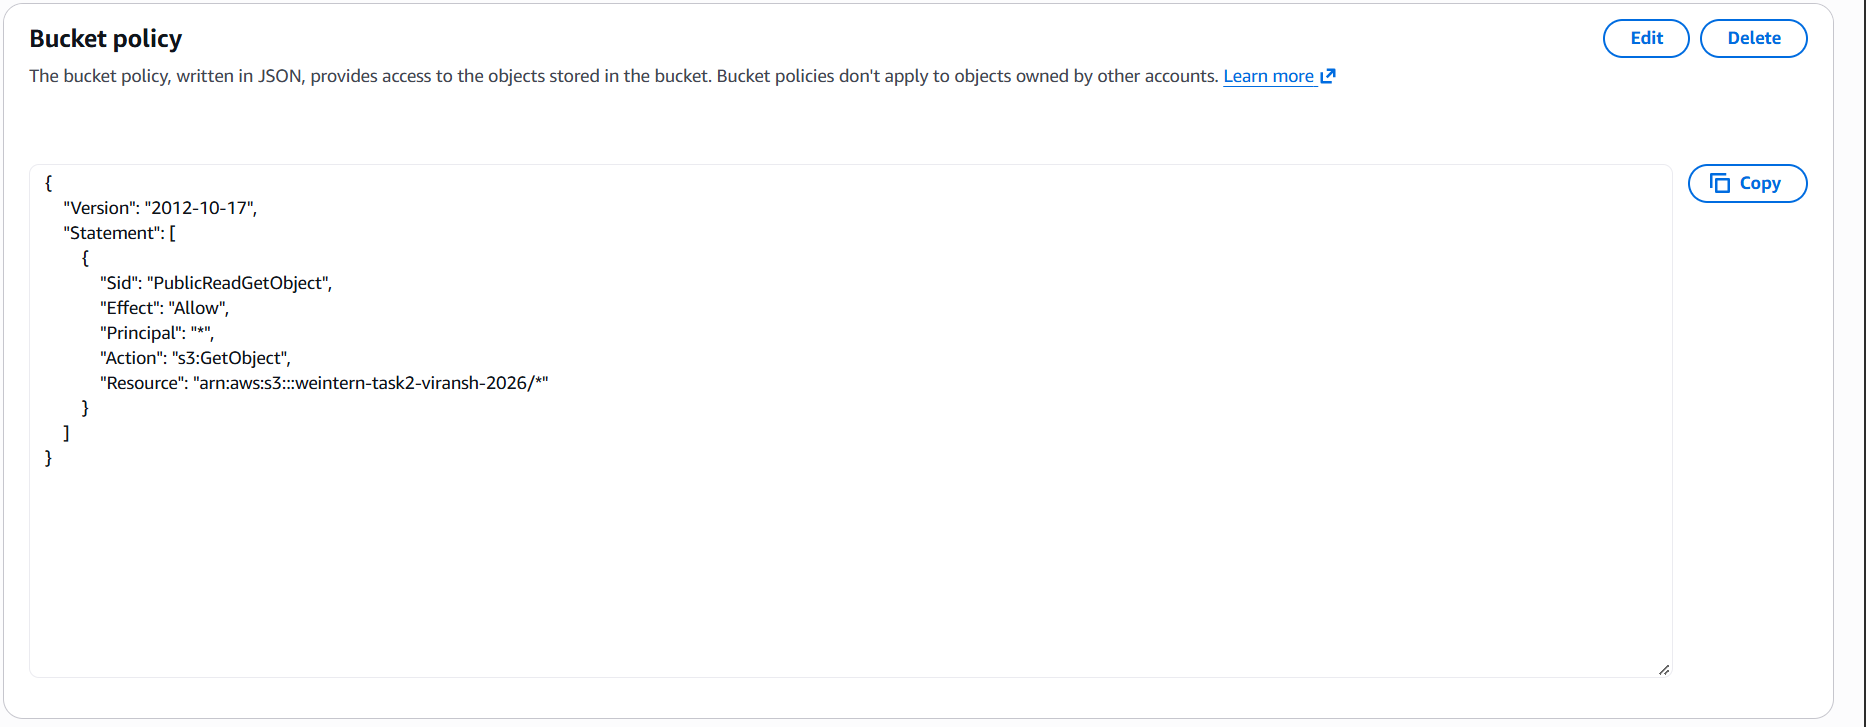 Bucket policy
Edit
Delete
The bucket policy, written in JSON, provides access to the objects stored in the bucket. Bucket policies don't apply to objects owned by other accounts. Learn more
Copy
{
"Version": "2012-10-17",
"Statement": [
{
"Sid": "PublicReadGetObject",
"Effect": "Allow",
"Principal": "*",
"Action": "s3:GetObject",
"Resource": "arn:aws:s3:::weintern-task2-viransh-2026/*"
}
]
}